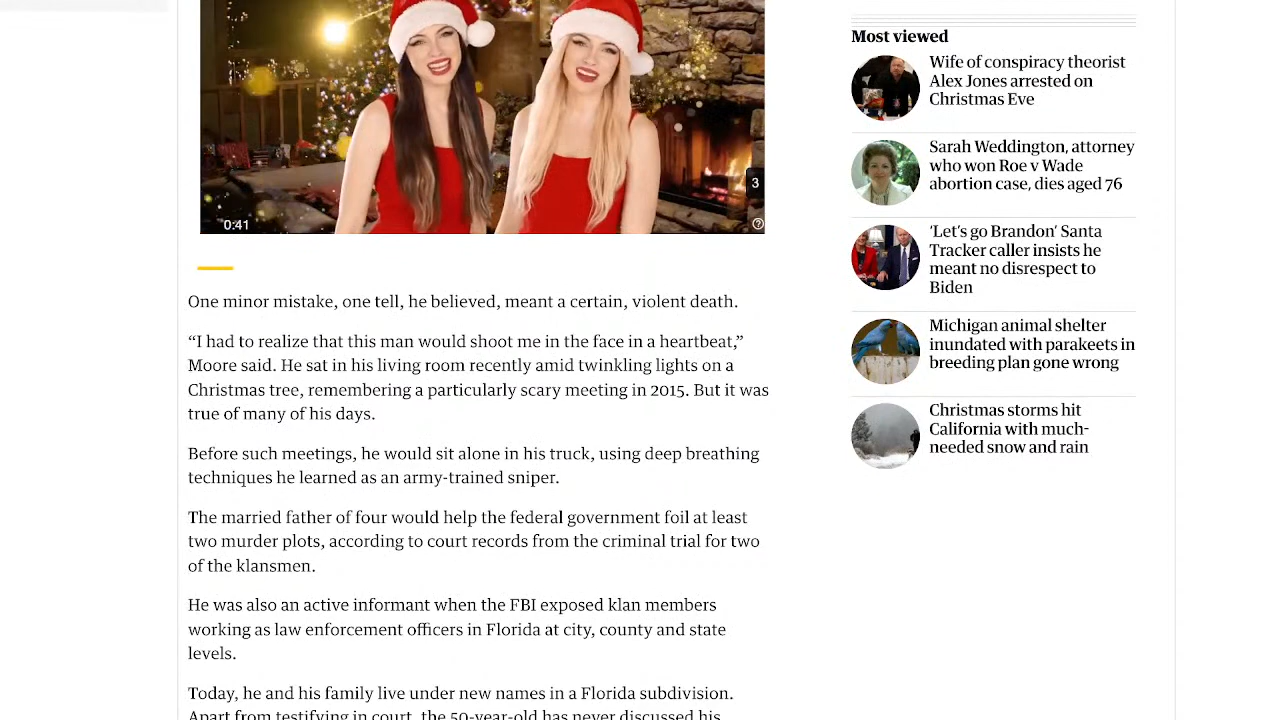 3
0:41
One minor mistake, one tell, he believed, meant a certain, violent death.
“I had to realize that this man would shoot me in the face in a heartbeat,”
Moore said. He sat in his living room recently amid twinkling lights on a
Christmas tree, remembering a particularly scary meeting in 2015. But it was
true of many of his days.
Before such meetings, he would sit alone in his truck, using deep breathing
techniques he learned as an army-trained sniper.
The married father of four would help the federal government foil at least
two murder plots, according to court records from the criminal trial for two
of the klansmen.
He was also an active informant when the FBI exposed klan members
working as law enforcement officers in Florida at city, county and state
levels.
Today, he and his family live under new names in a Florida subdivision.
Apart from testifying in court, the 50-year-old has never discussed his
Most viewed
Wife of conspiracy theorist
Alex Jones arrested on
Christmas Eve
Sarah Weddington, attorney
who won Roe v Wade
abortion case, dies aged 76
‘Let’s go Brandon’ Santa
Tracker caller insists he
meant no disrespect to
Biden
Michigan animal shelter
inundated with parakeets in
breeding plan gone wrong
Christmas storms hit
California with much-
needed snow and rain